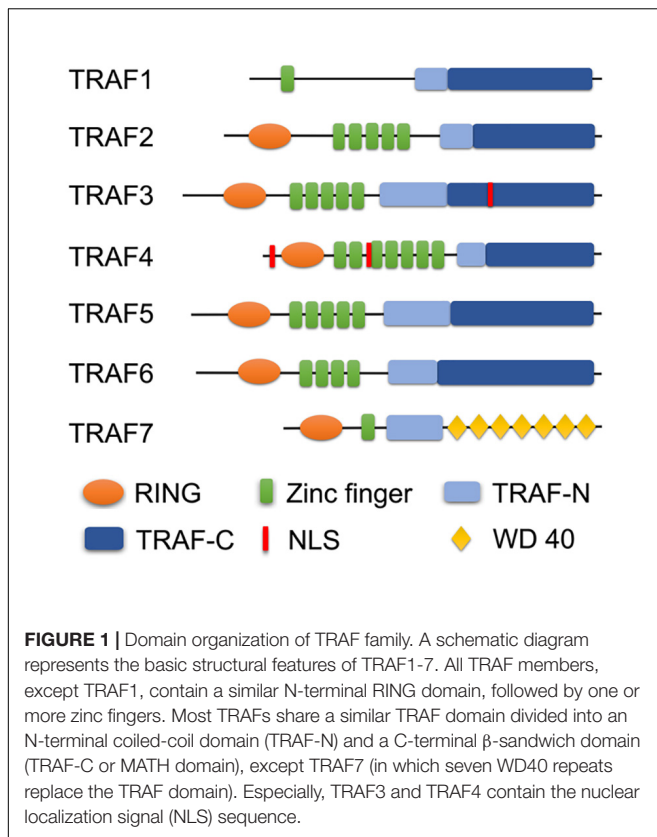 TRAF1
TRAF2
TRAF3
TRAF4
TRAF5
TRAF6
TRAF7
RING Zinc finger TRAF-N
TRAF-C NLS WD 40
FIGURE 1 | Domain organization of TRAF family. A schematic diagram
represents the basic structural features of TRAF1-7. All TRAF members,
except TRAF1, contain a similar N-terminal RING domain, followed by one or
more zinc fingers. Most TRAFs share a similar TRAF domain divided into an
N-terminal coiled-coil domain (TRAF-N) and a C-terminal β-sandwich domain
(TRAF-C or MATH domain), except TRAF7 (in which seven WD40 repeats
replace the TRAF domain). Especially, TRAF3 and TRAF4 contain the nuclear
localization signal (NLS) sequence.